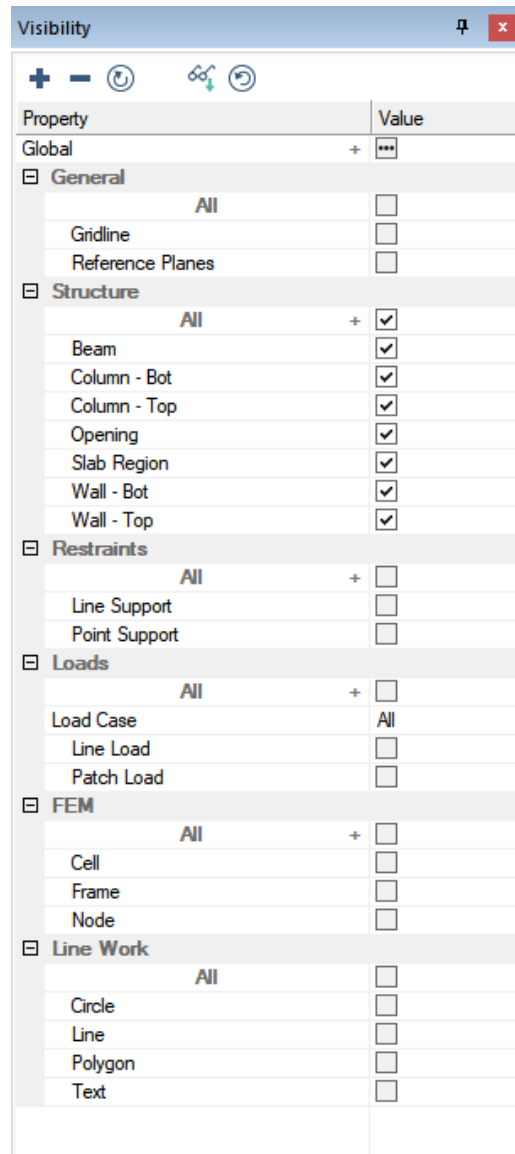 Visibility
Property Value
Global + ...
General
All
Gridline
Reference Planes
Structure
All +
Beam
Column - Bot
Column - Top
Opening
Slab Region
Wall - Bot
Wall - Top
Restraints
All +
Line Support
Point Support
Loads
All +
Load Case All
Line Load
Patch Load
FEM
All +
Cell
Frame
Node
Line Work
All
Circle
Line
Polygon
Text